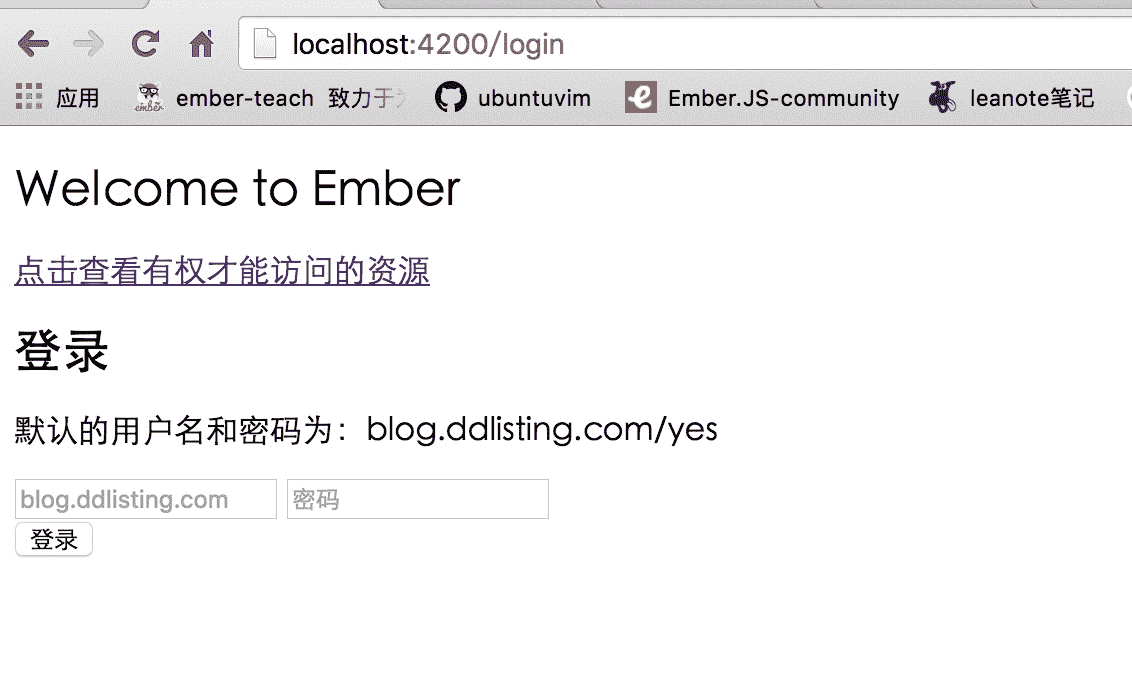 localhost:4200/login
应用 ember-teach 致力于 ubuntuvim Ember.JS-community leanote笔记
Welcome to Ember
点击查看有权才能访问的资源
登录
默认的用户名和密码为：blog.ddlisting.com/yes
blog.ddlisting.com 密码
登录